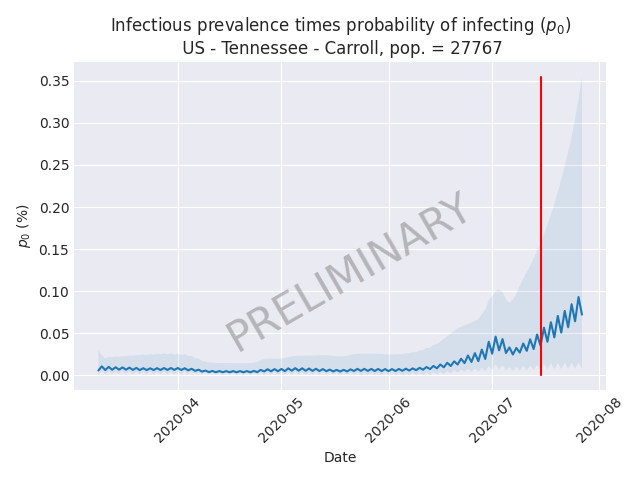 Infectious prevalence times probability of infecting (p₀)
US - Tennessee - Carroll, pop. = 27767
0.35
0.30
0.25
0.20
0.15
0.10
0.05
0.00
p₀ (%)
PRELIMINARY
2020-04
2020-05
2020-06
2020-07
2020-08
Date